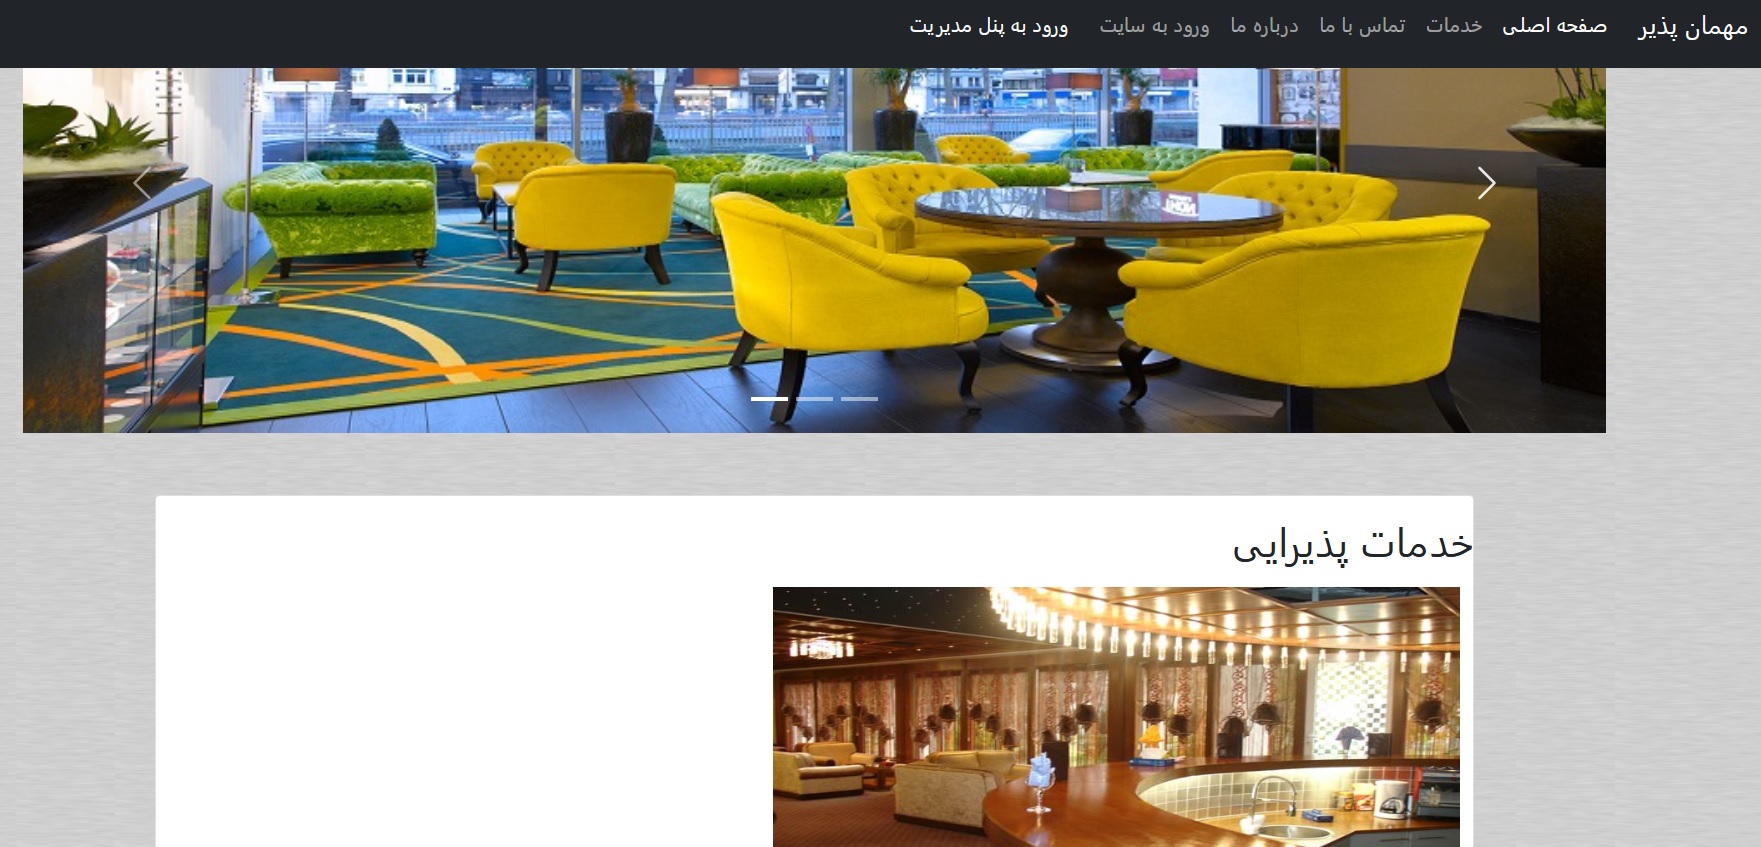 مهمان پذیر صفحه اصلی خدمات تماس با ما درباره ما ورود به سایت ورود به پنل مدیریت
خدمات پذیرایی